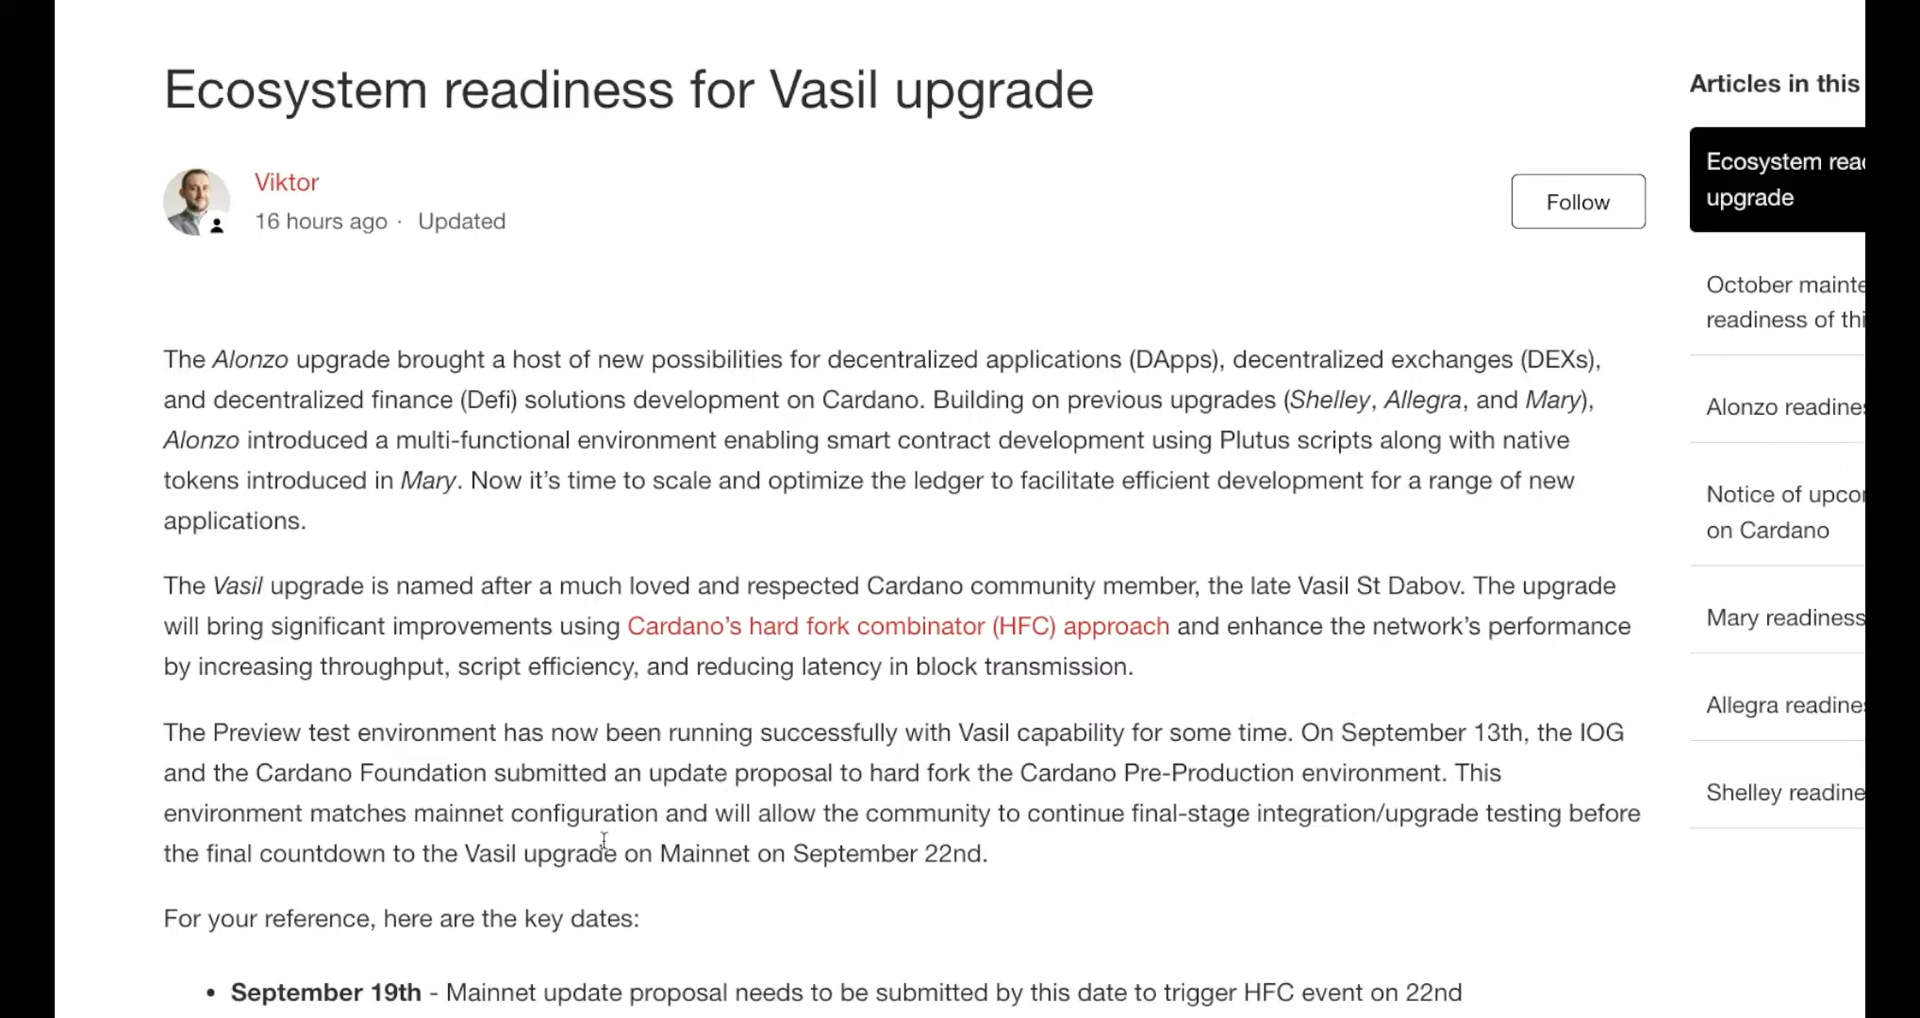 Ecosystem readiness for Vasil upgrade
Viktor
16 hours ago · Updated
Follow
The Alonzo upgrade brought a host of new possibilities for decentralized applications (DApps), decentralized exchanges (DEXs),
and decentralized finance (Defi) solutions development on Cardano. Building on previous upgrades (Shelley, Allegra, and Mary),
Alonzo introduced a multi-functional environment enabling smart contract development using Plutus scripts along with native
tokens introduced in Mary. Now it's time to scale and optimize the ledger to facilitate efficient development for a range of new
applications.
The Vasil upgrade is named after a much loved and respected Cardano community member, the late Vasil St Dabov. The upgrade
will bring significant improvements using Cardano's hard fork combinator (HFC) approach and enhance the network's performance
by increasing throughput, script efficiency, and reducing latency in block transmission.
The Preview test environment has now been running successfully with Vasil capability for some time. On September 13th, the IOG
and the Cardano Foundation submitted an update proposal to hard fork the Cardano Pre-Production environment. This
environment matches mainnet configuration and will allow the community to continue final-stage integration/upgrade testing before
the final countdown to the Vasil upgrade on Mainnet on September 22nd.
For your reference, here are the key dates:
• September 19th - Mainnet update proposal needs to be submitted by this date to trigger HFC event on 22nd
Articles in this
Ecosystem reac
upgrade
October mainte
readiness of thi
Alonzo readines
Notice of upcor
on Cardano
Mary readiness
Allegra readines
Shelley readine